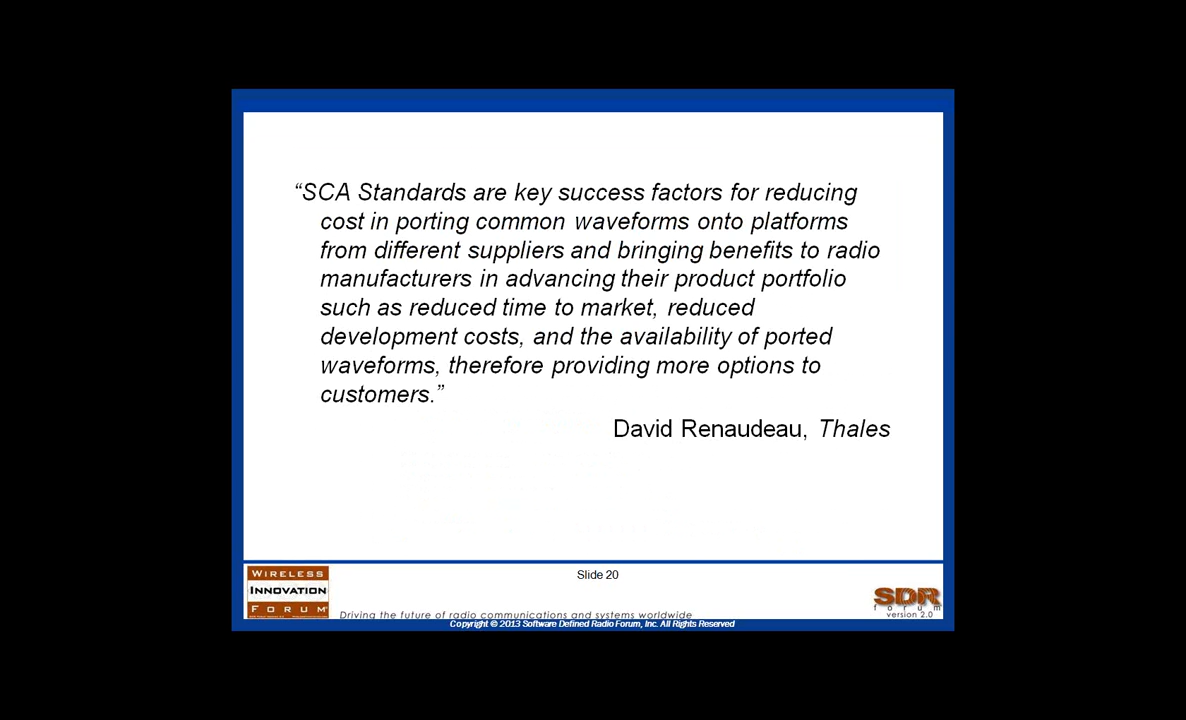 “SCA Standards are key success factors for reducing
cost in porting common waveforms onto platforms
from different suppliers and bringing benefits to radio
manufacturers in advancing their product portfolio
such as reduced time to market, reduced
development costs, and the availability of ported
waveforms, therefore providing more options to
customers.”
David Renaudeau, Thales
Slide 20
WIRELESS
INNOVATION
FORUM
SDR
forum
version 2.0
Driving the future of radio communications and systems worldwide
Copyright © 2013 Software Defined Radio Forum, Inc. All Rights Reserved